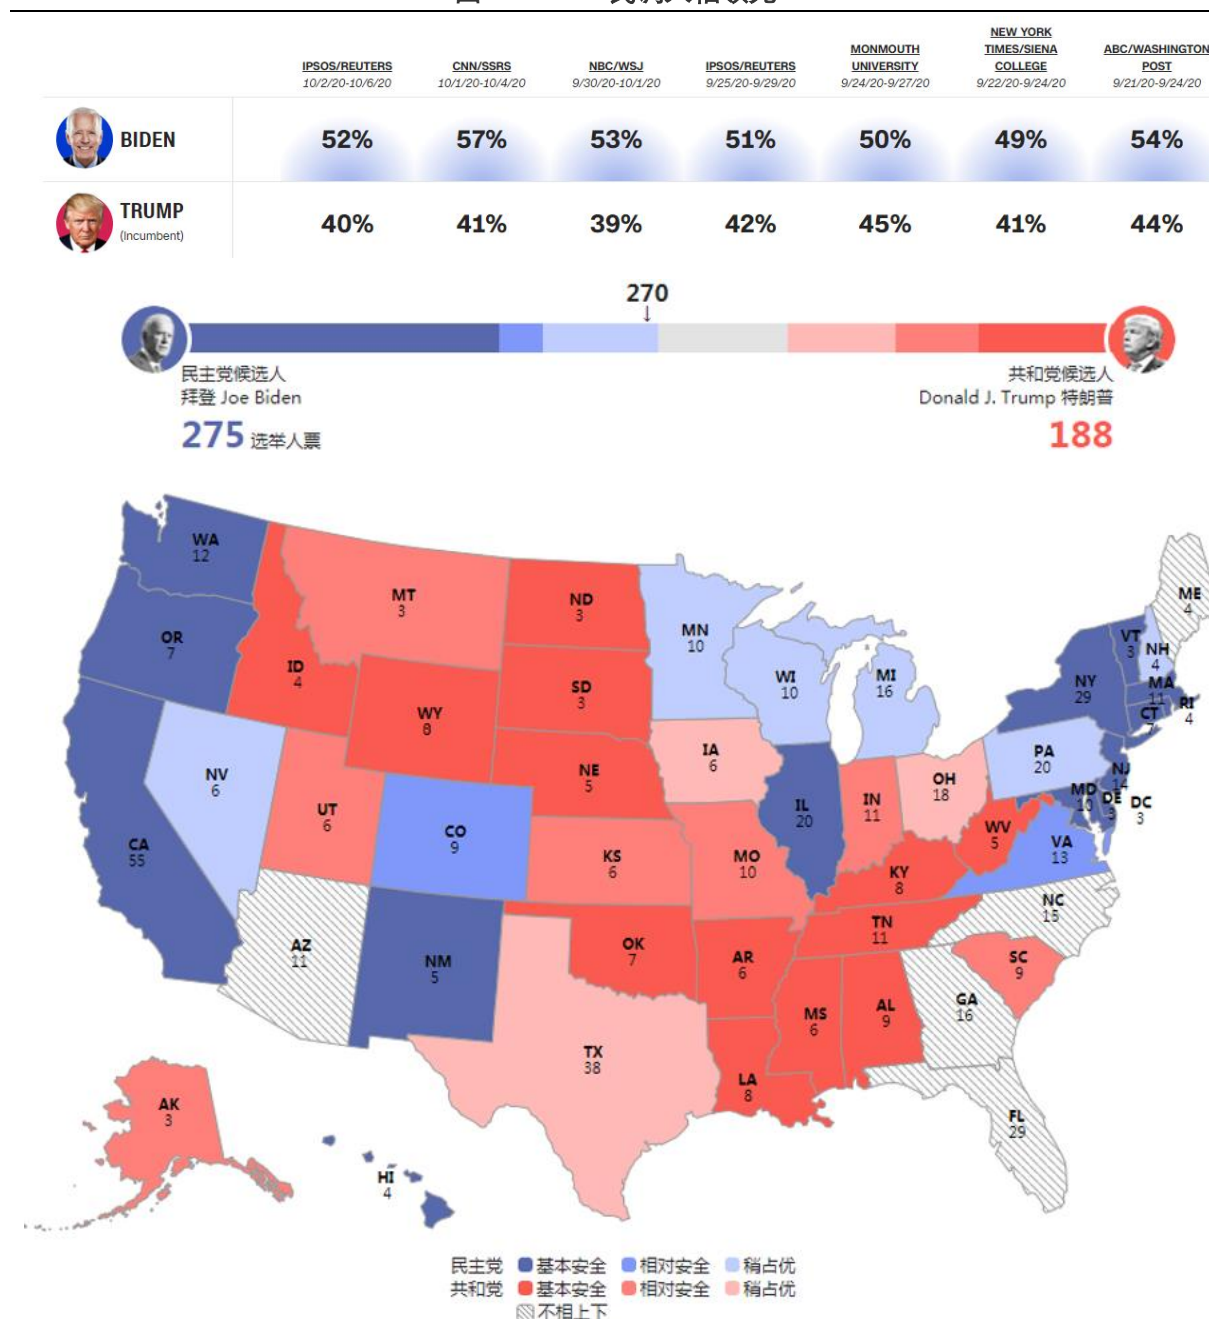 IPSOS/REUTERS
10/2/20-10/6/20
CNN/SSRS
10/1/20-10/4/20
NBC/WSJ
9/30/20-10/1/20
IPSOS/REUTERS
9/25/20-9/29/20
MONMOUTH
UNIVERSITY
9/24/20-9/27/20
NEW YORK
TIMES/SIENA
COLLEGE
9/22/20-9/24/20
ABC/WASHINGTON
POST
9/21/20-9/24/20
BIDEN 52% 57% 53% 51% 50% 49% 54%
TRUMP 40% 41% 39% 42% 45% 41% 44%
(Incumbent)
270
↓
民主党候选人
拜登 Joe Biden
275 选举人票
共和党候选人
Donald J. Trump 特朗普
188
WA
12
OR
7
CA
55
NV
6
ID
4
MT
3
WY
UT
6
AZ
11
CO
9
NM
5
ND
3
SD
3
NE
5
KS
6
OK
7
TX
38
MN
10
IA
6
MO
10
AR
6
LA
8
WI
10
IL
20
MI
16
IN
11
OH
18
KY
8
TN
11
MS
6
AL
9
GA
16
FL
29
SC
9
NC
15
VA
13
WV
5
PA
20
NY
29
VT
3
NH
4
ME
4
MA
11
RI
4
CT
7
NJ
14
DE
3
MD
10
DC
3
AK
3
HI
4
民主党 基本安全 相对安全 稍占优
共和党 基本安全 相对安全 稍占优
不相上下